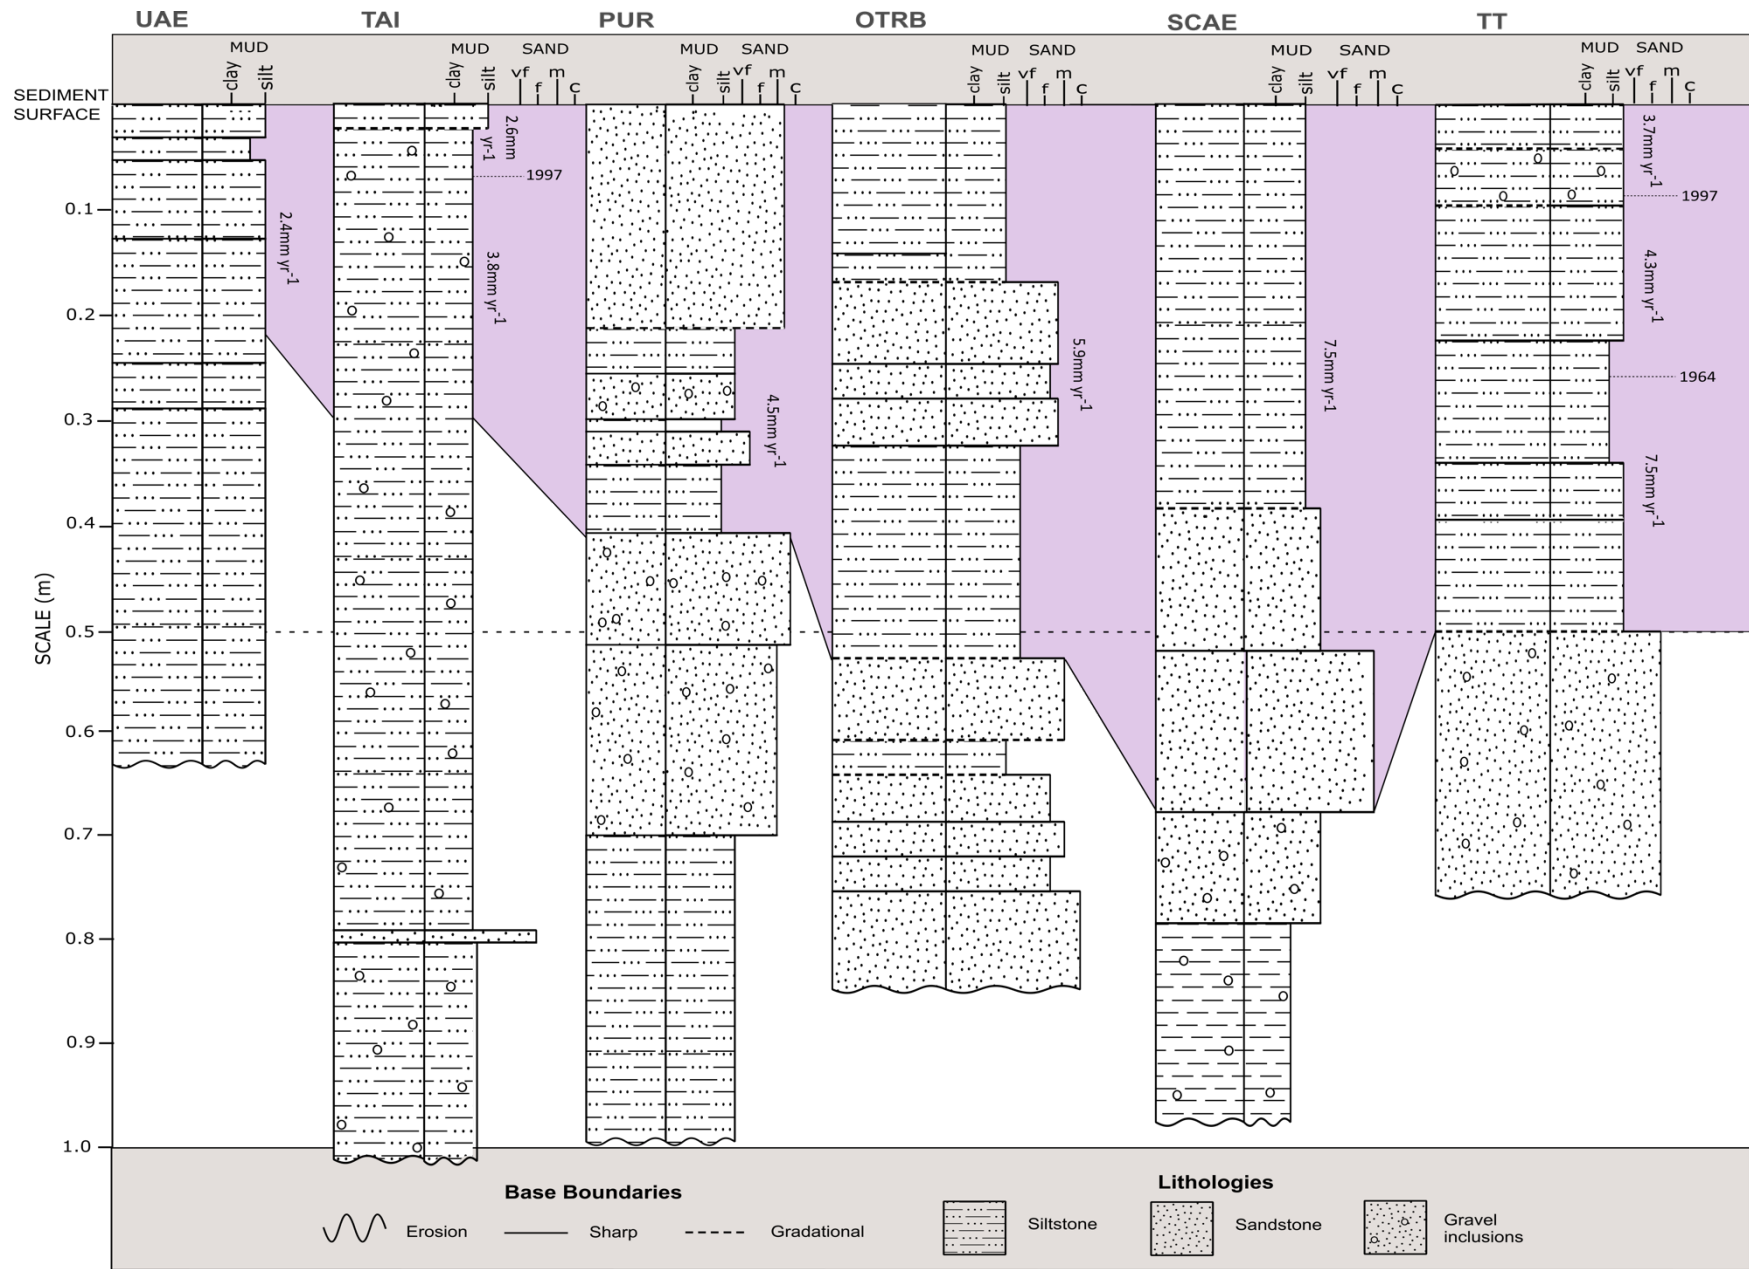 UAE TAI PUR OTRB SCAE TT
MUD
clay silt
MUD SAND
clay silt vf f m c
MUD SAND
clay silt vf f m c
MUD SAND
clay silt vf f m c
MUD SAND
clay silt vf f m c
MUD SAND
clay silt vf f m c
SEDIMENT
SURFACE
0.1
0.2
0.3
0.4
0.5
0.6
0.7
0.8
0.9
1.0
SCALE (m)
2.4mm yr-1
2.6mm
yr-1
1997
3.8mm yr-1
4.5mm yr-1
5.9mm yr-1
7.5mm yr-1
3.7mm yr-1
1997
4.3mm yr-1
1964
7.5mm yr-1
Base Boundaries
Erosion
Sharp
Gradational
Lithologies
Siltstone
Sandstone
Gravel
inclusions